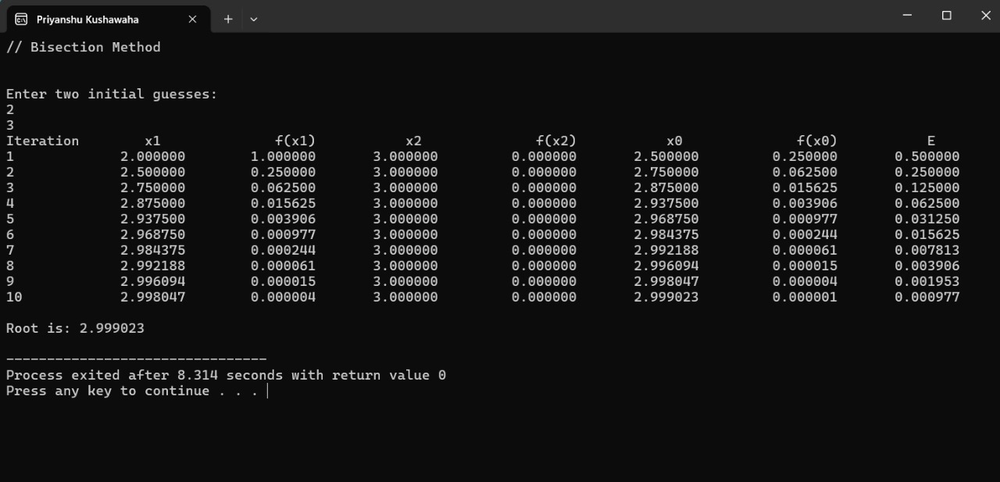 Priyanshu Kushawaha
// Bisection Method
Enter two initial guesses:
2
3
Iteration x1 f(x1) x2 f(x2) x0 f(x0) E
1 2.000000 1.000000 3.000000 0.000000 2.500000 0.250000 0.500000
2 2.500000 0.250000 3.000000 0.000000 2.750000 0.062500 0.250000
3 2.750000 0.062500 3.000000 0.000000 2.875000 0.015625 0.125000
4 2.875000 0.015625 3.000000 0.000000 2.937500 0.003906 0.062500
5 2.937500 0.003906 3.000000 0.000000 2.968750 0.000977 0.031250
6 2.968750 0.000977 3.000000 0.000000 2.984375 0.000244 0.015625
7 2.984375 0.000244 3.000000 0.000000 2.992188 0.000061 0.007813
8 2.992188 0.000061 3.000000 0.000000 2.996094 0.000015 0.003906
9 2.996094 0.000015 3.000000 0.000000 2.998047 0.000004 0.001953
10 2.998047 0.000004 3.000000 0.000000 2.999023 0.000001 0.000977
Root is: 2.999023
--------------------------------
Process exited after 8.314 seconds with return value 0
Press any key to continue . . .